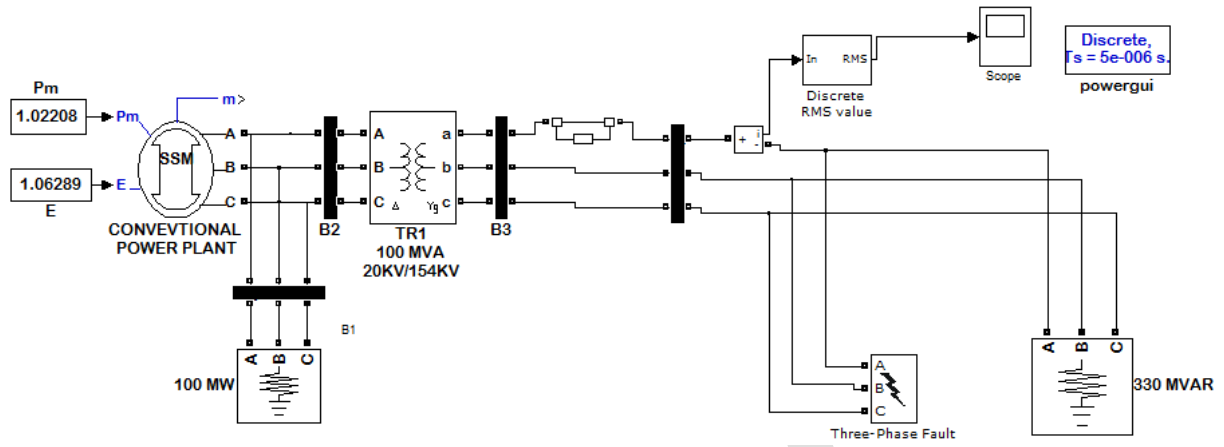 Pm
1.02208
Pm
m
1.06289
E
E
SSM
A
B
C
CONVEVTIONAL
POWER PLANT
B2
A
B
C
a
b
c
Δ
Yg
TR1
100 MVA
20KV/154KV
B3
B1
A B C
100 MW
+
i
-
In RMS
Discrete
RMS value
Scope
Discrete,
Ts = 5e-006 s.
powergui
A
B
C
Three-Phase Fault
A B C
330 MVAR